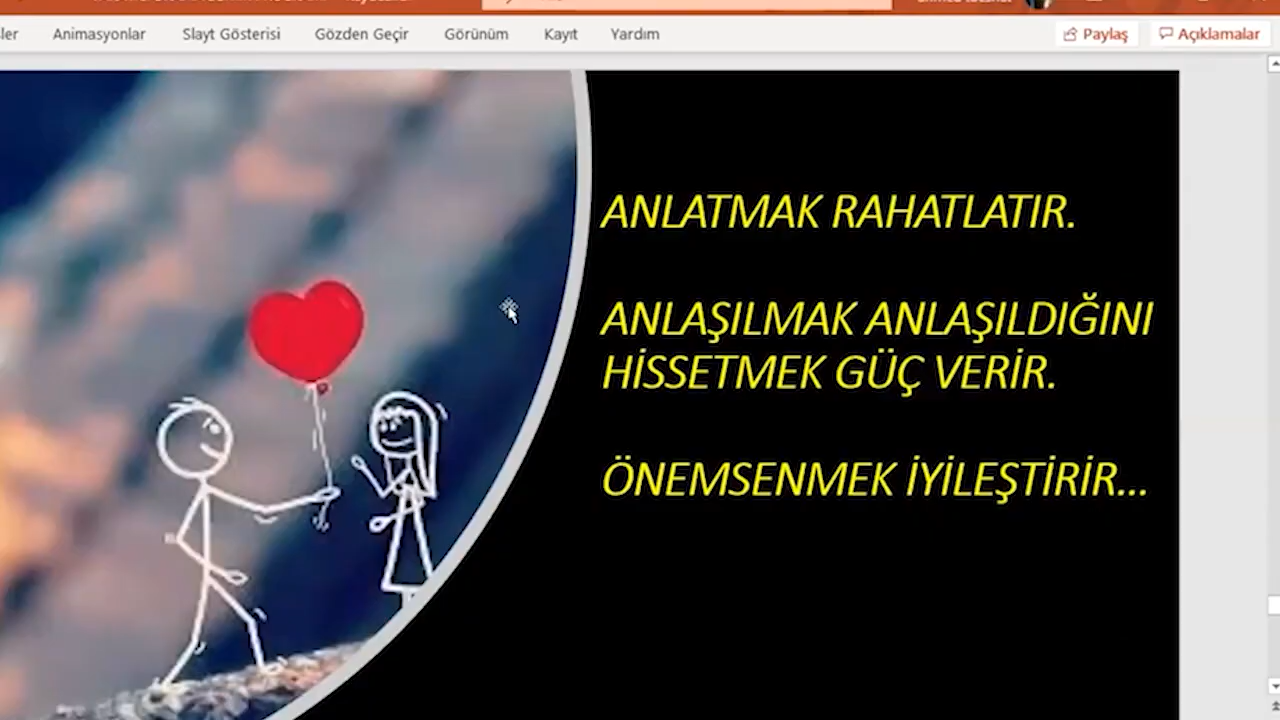 Animasyonlar Slayt Gösterisi Gözden Geçir Görünüm Kayıt Yardım Paylaş Açıklamalar
ANLATMAK RAHATLATIR.
ANLAŞILMAK ANLAŞILDIĞINI
HİSSETMEK GÜÇ VERİR.
ÖNEMSENMEK İYİLEŞTİRİR...